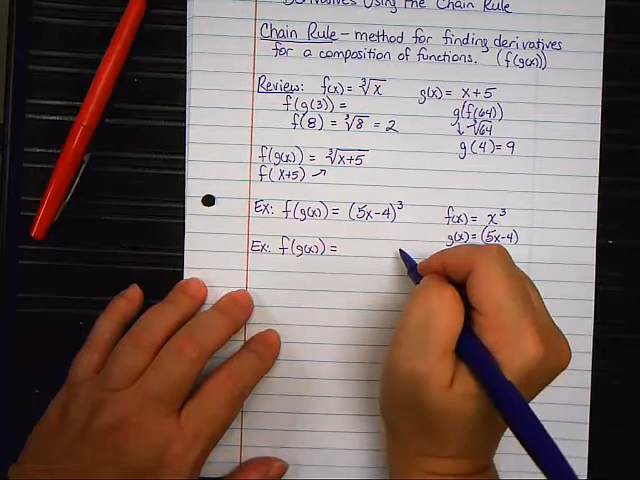 Derivatives Using the Chain Rule
Chain Rule - method for finding derivatives
for a composition of functions. (f(g(x))
Review: f(x) = ∛x g(x) = x + 5
f(g(3)) = g(f(64))
f(8) = ∛8 = 2 ↓ ∛64
g(4) = 9
f(g(x)) = ∛x+5
f(x+5) ↗
Ex: f(g(x)) = (5x-4)³ f(x) = x³
g(x) = (5x-4)
Ex: f(g(x)) =